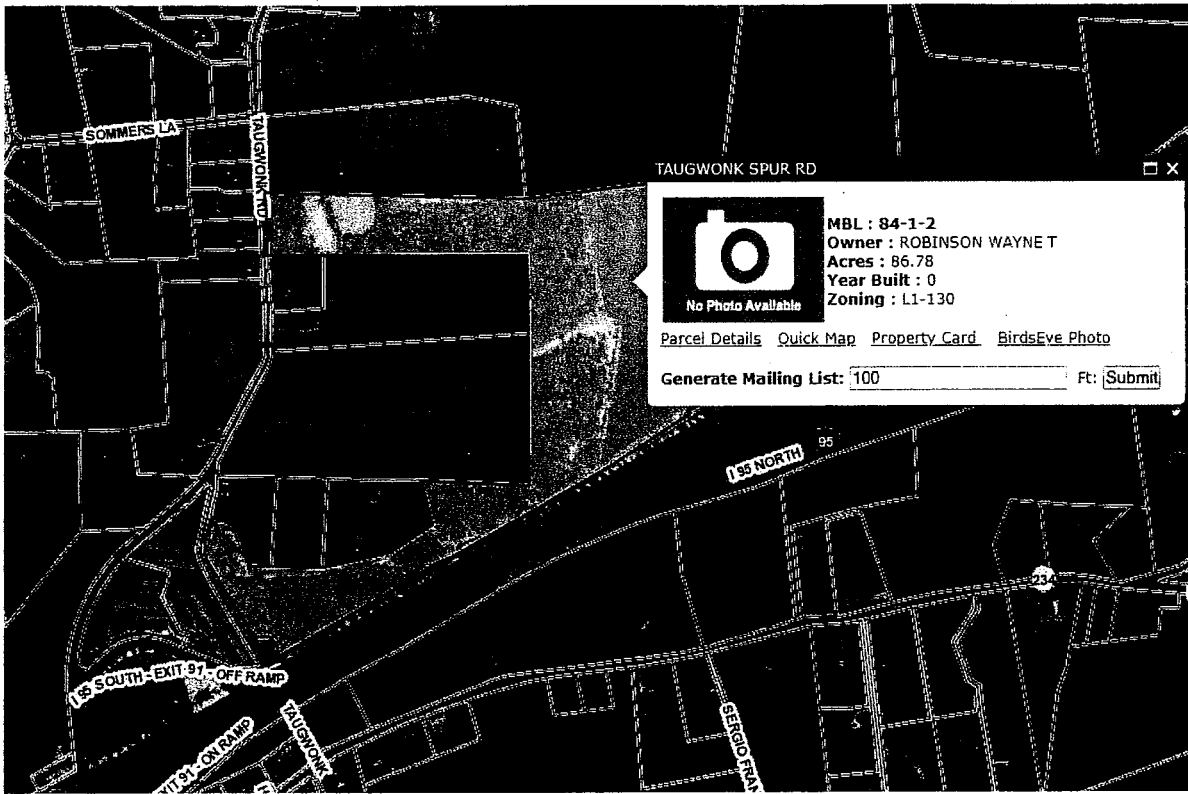 SOMMERS LA
TAUGWONK RD
TAUGWONK SPUR RD
No Photo Available
MBL : 84-1-2
Owner : ROBINSON WAYNE T
Acres : 86.78
Year Built : 0
Zoning : L1-130
Parcel Details Quick Map Property Card BirdsEye Photo
Generate Mailing List: 100 Ft: Submit
95
I 95 NORTH
234
I 95 SOUTH - EXIT 91 - OFF RAMP
TAUGWONK
EXIT 91 - ON RAMP
SERGIO FRAN